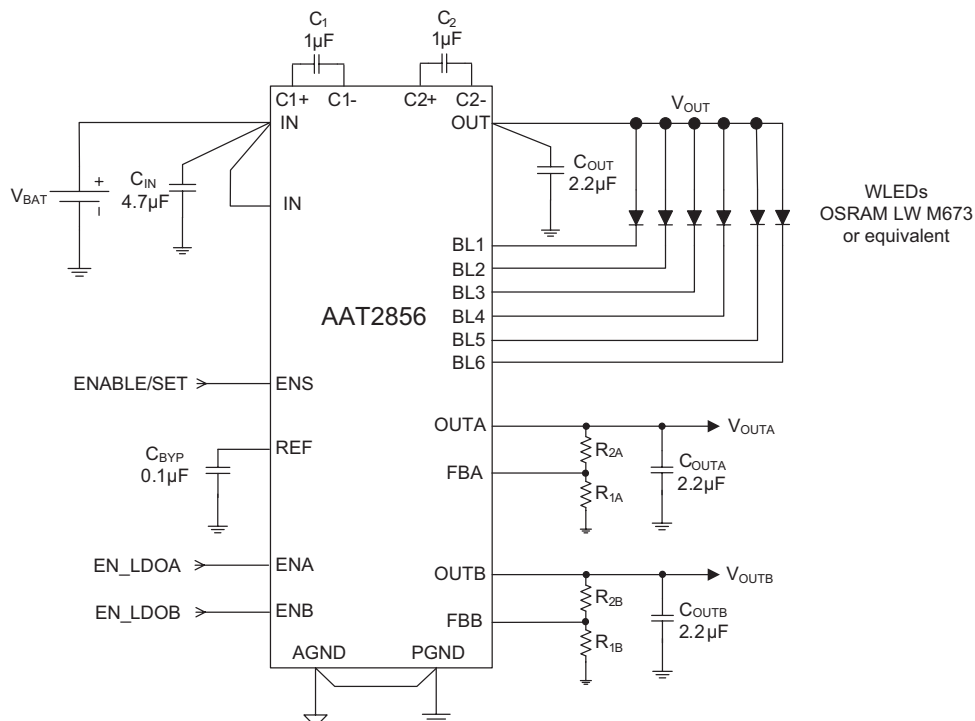 C1
1µF
C2
1µF
C1+ C1- C2+ C2-
IN OUT
VOUT
VBAT
+
–
CIN
4.7µF
COUT
2.2µF
IN
WLEDs
OSRAM LW M673
or equivalent
BL1
BL2
BL3
AAT2856
BL4
BL5
BL6
ENABLE/SET
ENS
OUTA
VOUTA
CBYP
0.1µF
REF
R2A
COUTA
2.2µF
FBA
R1A
EN_LDOA
ENA
OUTB
VOUTB
R2B
COUTB
2.2µF
EN_LDOB
ENB
FBB
R1B
AGND PGND